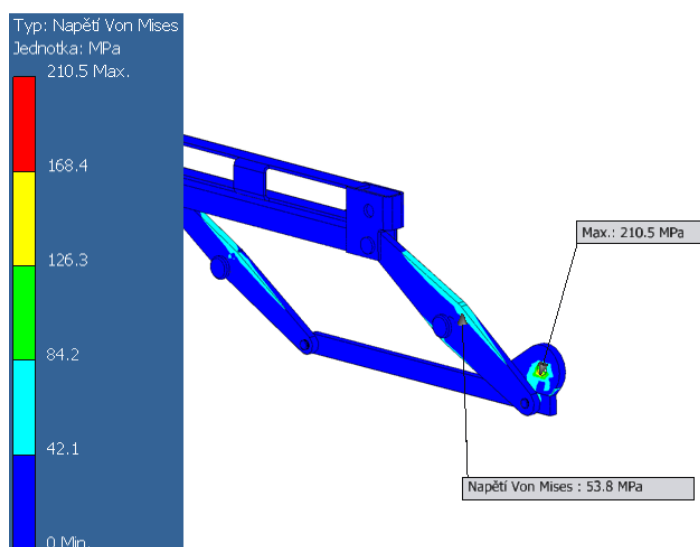 Typ: Napětí Von Mises
Jednotka: MPa
210.5 Max.
168.4
126.3
84.2
42.1
0 Min.
Max.: 210.5 MPa
Napětí Von Mises : 53.8 MPa